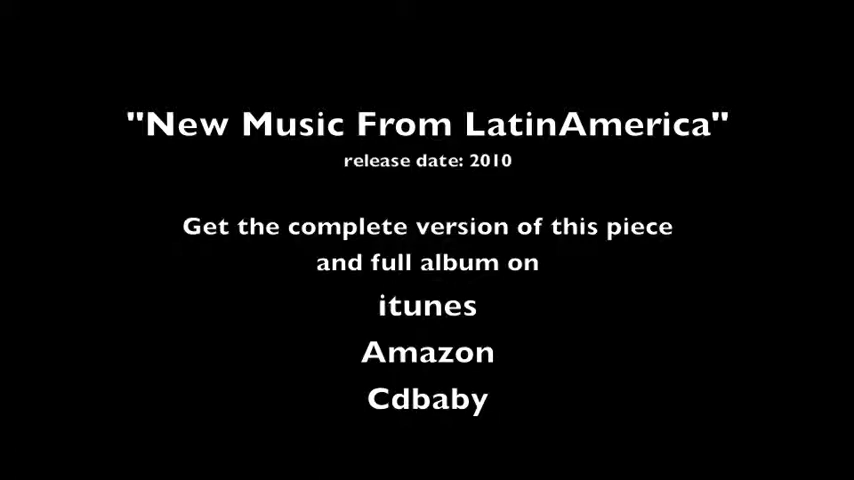 "New Music From LatinAmerica"
release date: 2010
Get the complete version of this piece
and full album on
itunes
Amazon
Cdbaby